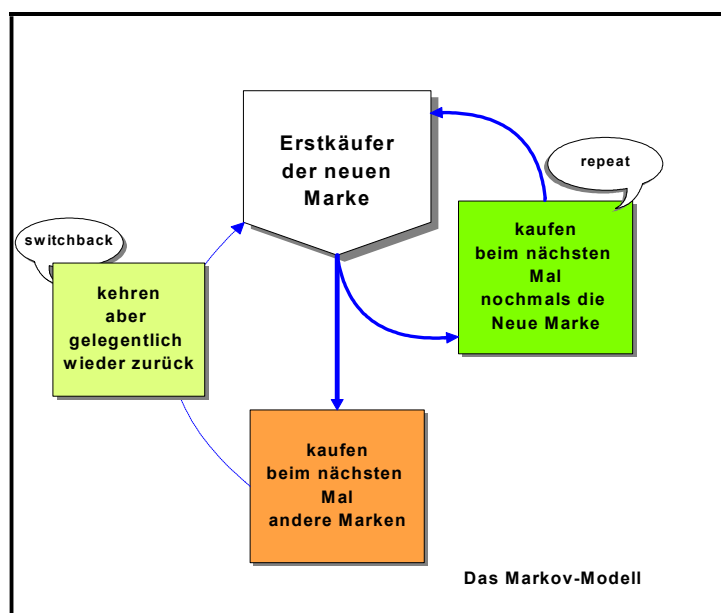 Erstkäufer
der neuen
Marke
repeat
kaufen
beim nächsten
Mal
nochmals die
Neue Marke
switchback
kehren
aber
gelegentlich
wieder zurück
kaufen
beim nächsten
Mal
andere Marken
Das Markov-Modell